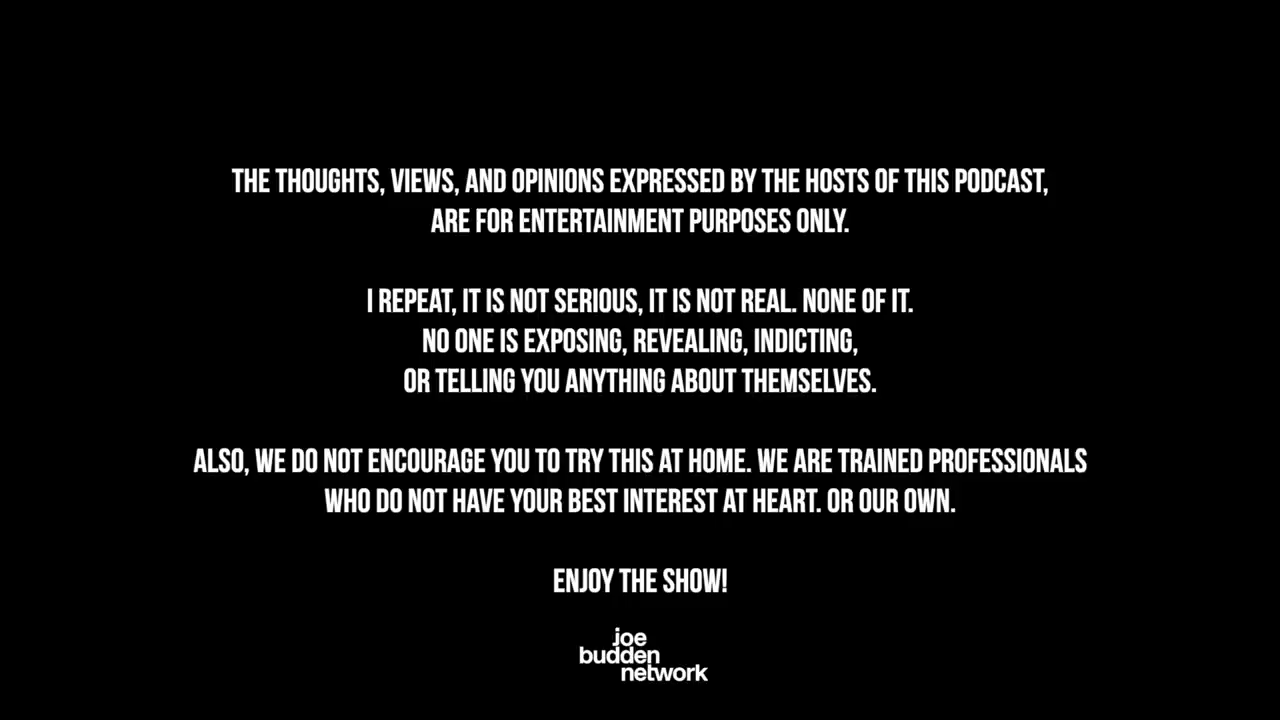 THE THOUGHTS, VIEWS, AND OPINIONS EXPRESSED BY THE HOSTS OF THIS PODCAST,
ARE FOR ENTERTAINMENT PURPOSES ONLY.
I REPEAT, IT IS NOT SERIOUS, IT IS NOT REAL. NONE OF IT.
NO ONE IS EXPOSING, REVEALING, INDICTING,
OR TELLING YOU ANYTHING ABOUT THEMSELVES.
ALSO, WE DO NOT ENCOURAGE YOU TO TRY THIS AT HOME. WE ARE TRAINED PROFESSIONALS
WHO DO NOT HAVE YOUR BEST INTEREST AT HEART. OR OUR OWN.
ENJOY THE SHOW!
joe
budden
network